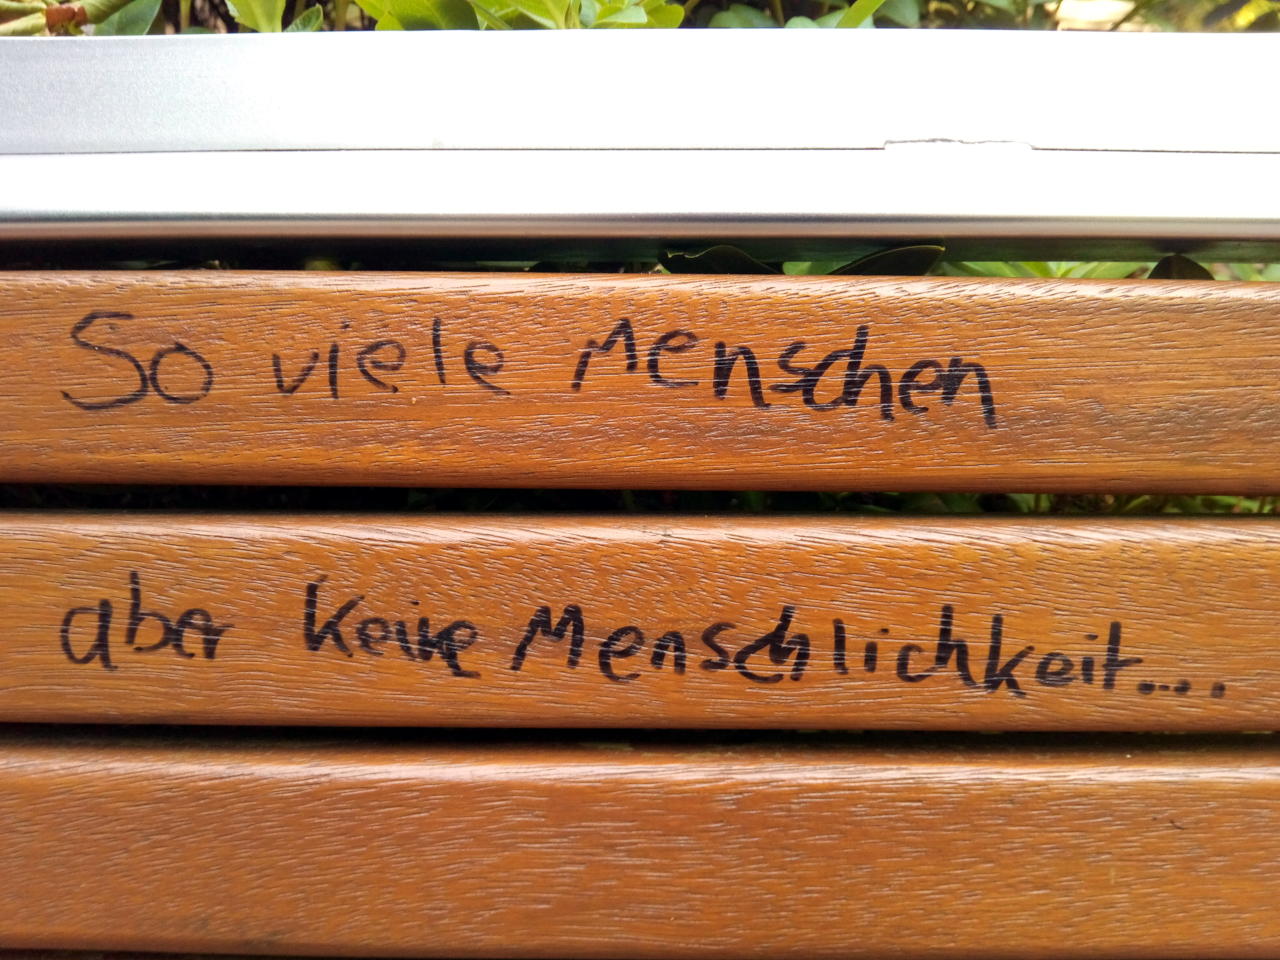 So viele Menschen
aber keine Menschlichkeit...